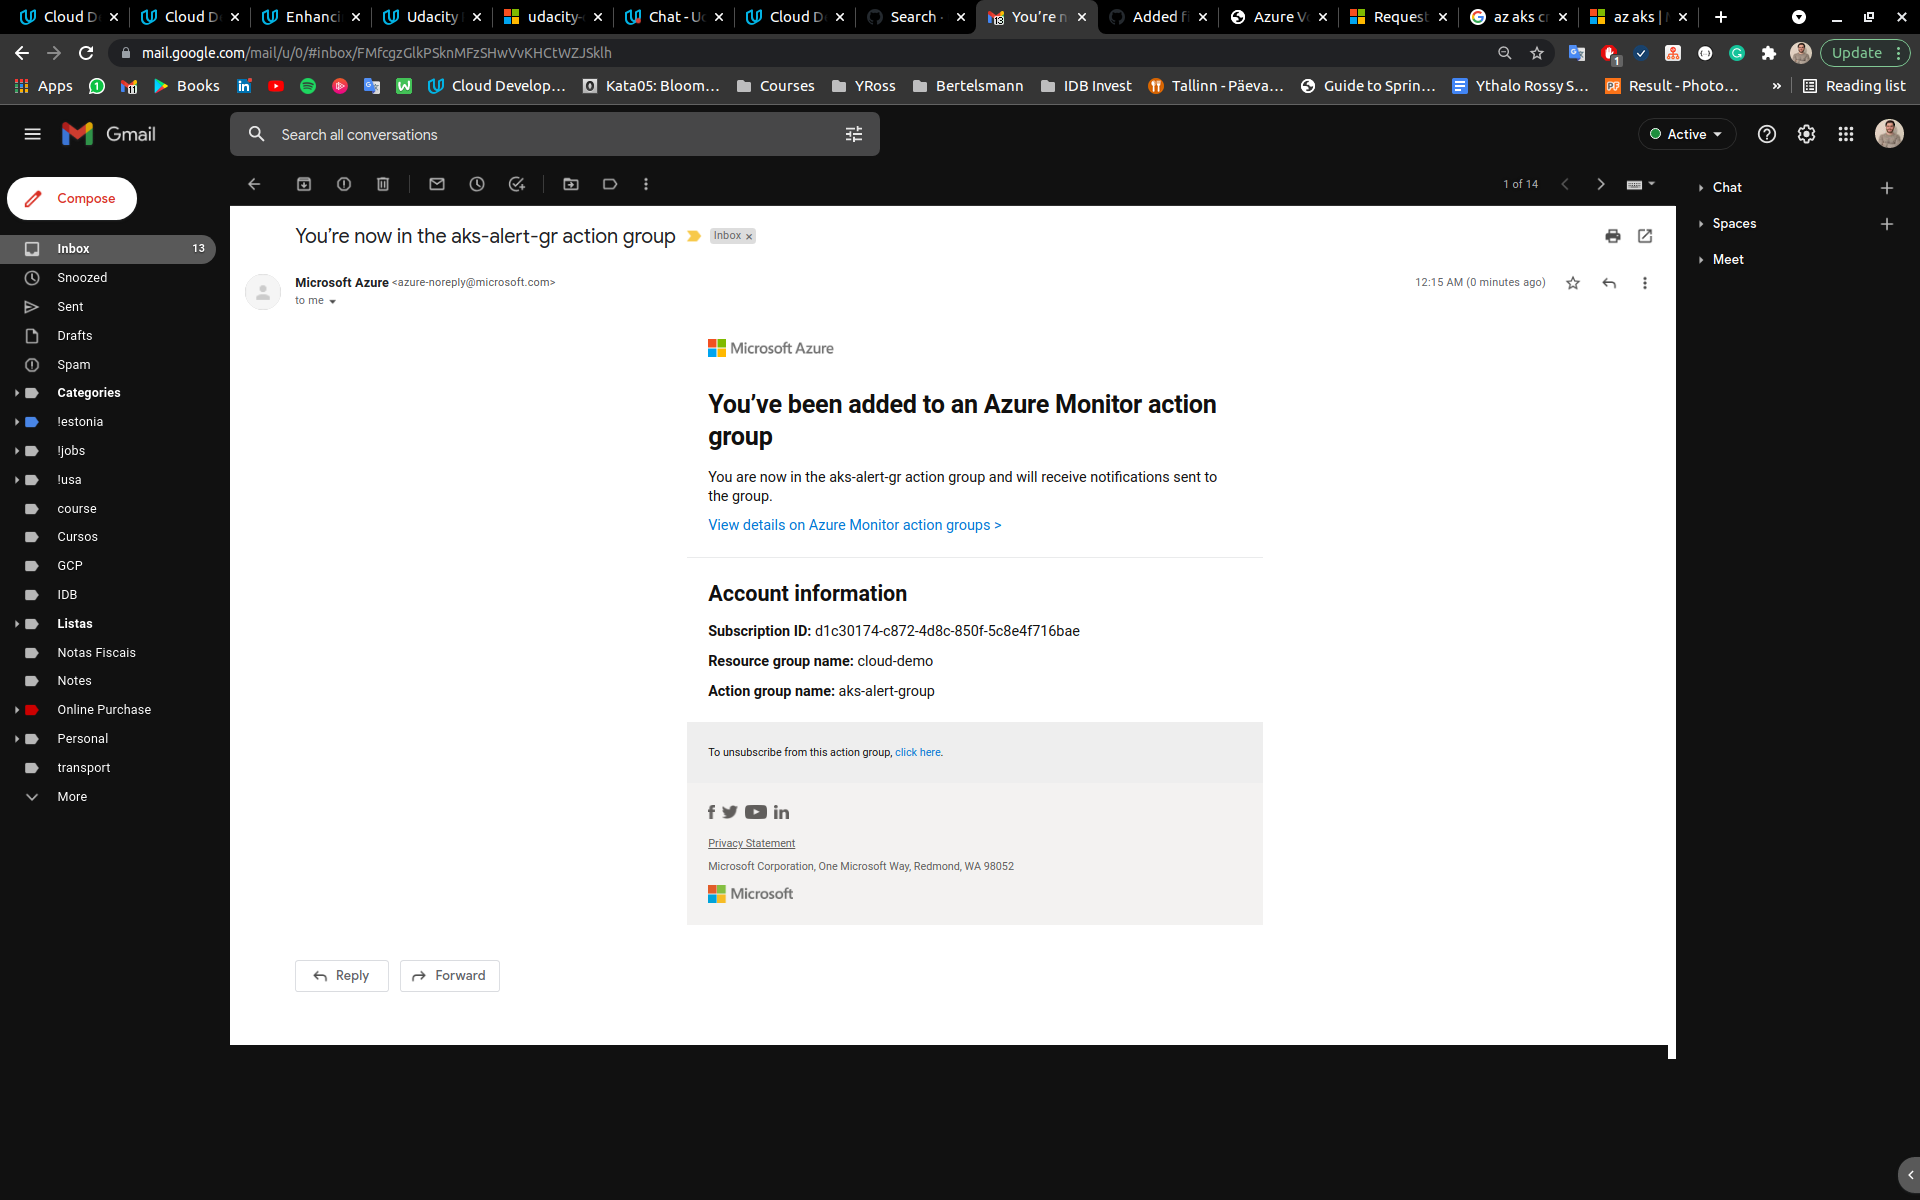 Cloud D
Cloud D
Enhanci
Udacity
udacity-
Chat - U
Cloud D
Search -
You're n
Added f
Azure V
Request
az aks c
az aks |
mail.google.com/mail/u/0/#inbox/FMfcgzGlkPSknMFzSHwVvKHCtWZJSklh
1
Update
Apps
Books
Cloud Develop...
Kata05: Bloom...
Courses
YRoss
Bertelsmann
IDB Invest
Tallinn - Päeva...
Guide to Sprin...
Ythalo Rossy S...
Result - Photo...
»
Reading list
Gmail
Search all conversations
Active
Compose
1 of 14
Chat
Spaces
Meet
Inbox 13
Snoozed
Sent
Drafts
Spam
Categories
!estonia
!jobs
!usa
course
Cursos
GCP
IDB
Listas
Notas Fiscais
Notes
Online Purchase
Personal
transport
More
You're now in the aks-alert-gr action group
Inbox x
Microsoft Azure <azure-noreply@microsoft.com>
12:15 AM (0 minutes ago)
to me
Microsoft Azure
You've been added to an Azure Monitor action
group
You are now in the aks-alert-gr action group and will receive notifications sent to
the group.
View details on Azure Monitor action groups >
Account information
Subscription ID: d1c30174-c872-4d8c-850f-5c8e4f716bae
Resource group name: cloud-demo
Action group name: aks-alert-group
To unsubscribe from this action group, click here.
Privacy Statement
Microsoft Corporation, One Microsoft Way, Redmond, WA 98052
Microsoft
Reply
Forward